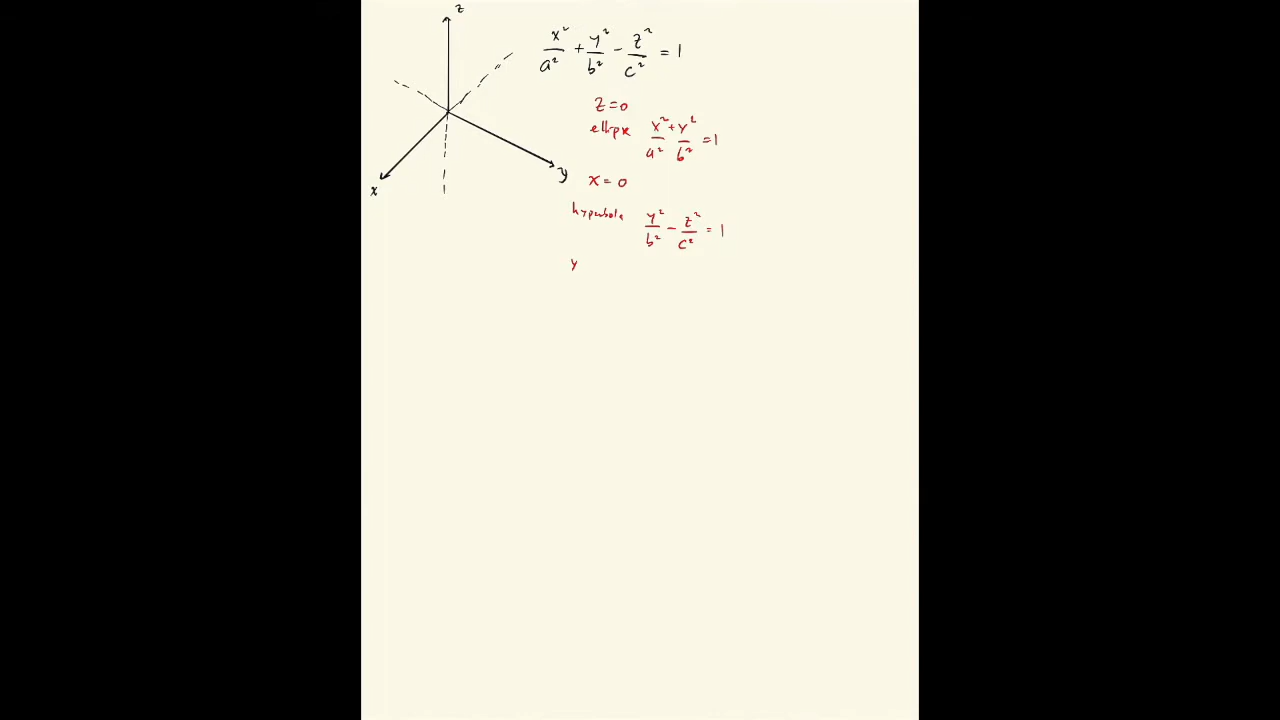 z
x²/a² + y²/b² - z²/c² = 1
z = 0
ellipse x²/a² + y²/b² = 1
x = 0
y
x
hyperbola y²/b² - z²/c² = 1
y